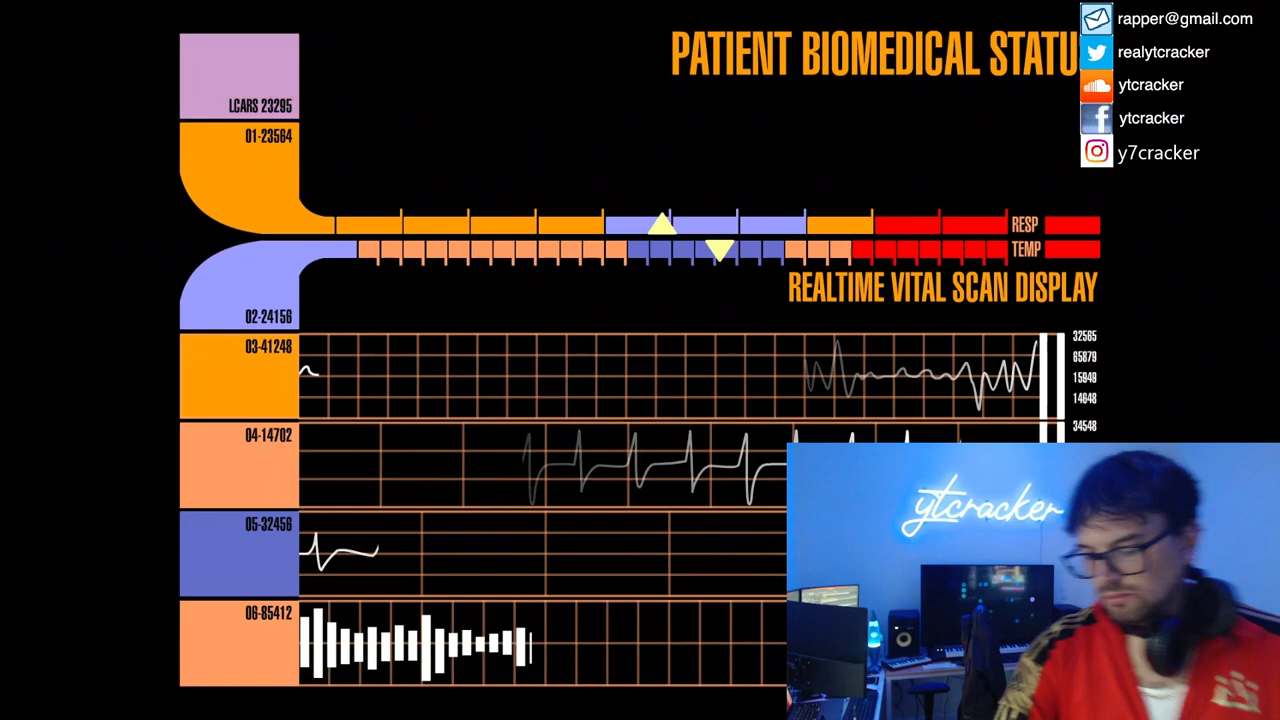 PATIENT BIOMEDICAL STATU
rapper@gmail.com
realytcracker
ytcracker
ytcracker
y7cracker
LCARS 23295
01-23564
RESP
TEMP
02-24156
REALTIME VITAL SCAN DISPLAY
03-41248
32565
65879
15949
14648
04-14702
34548
05-32456
06-85412
ytcracker